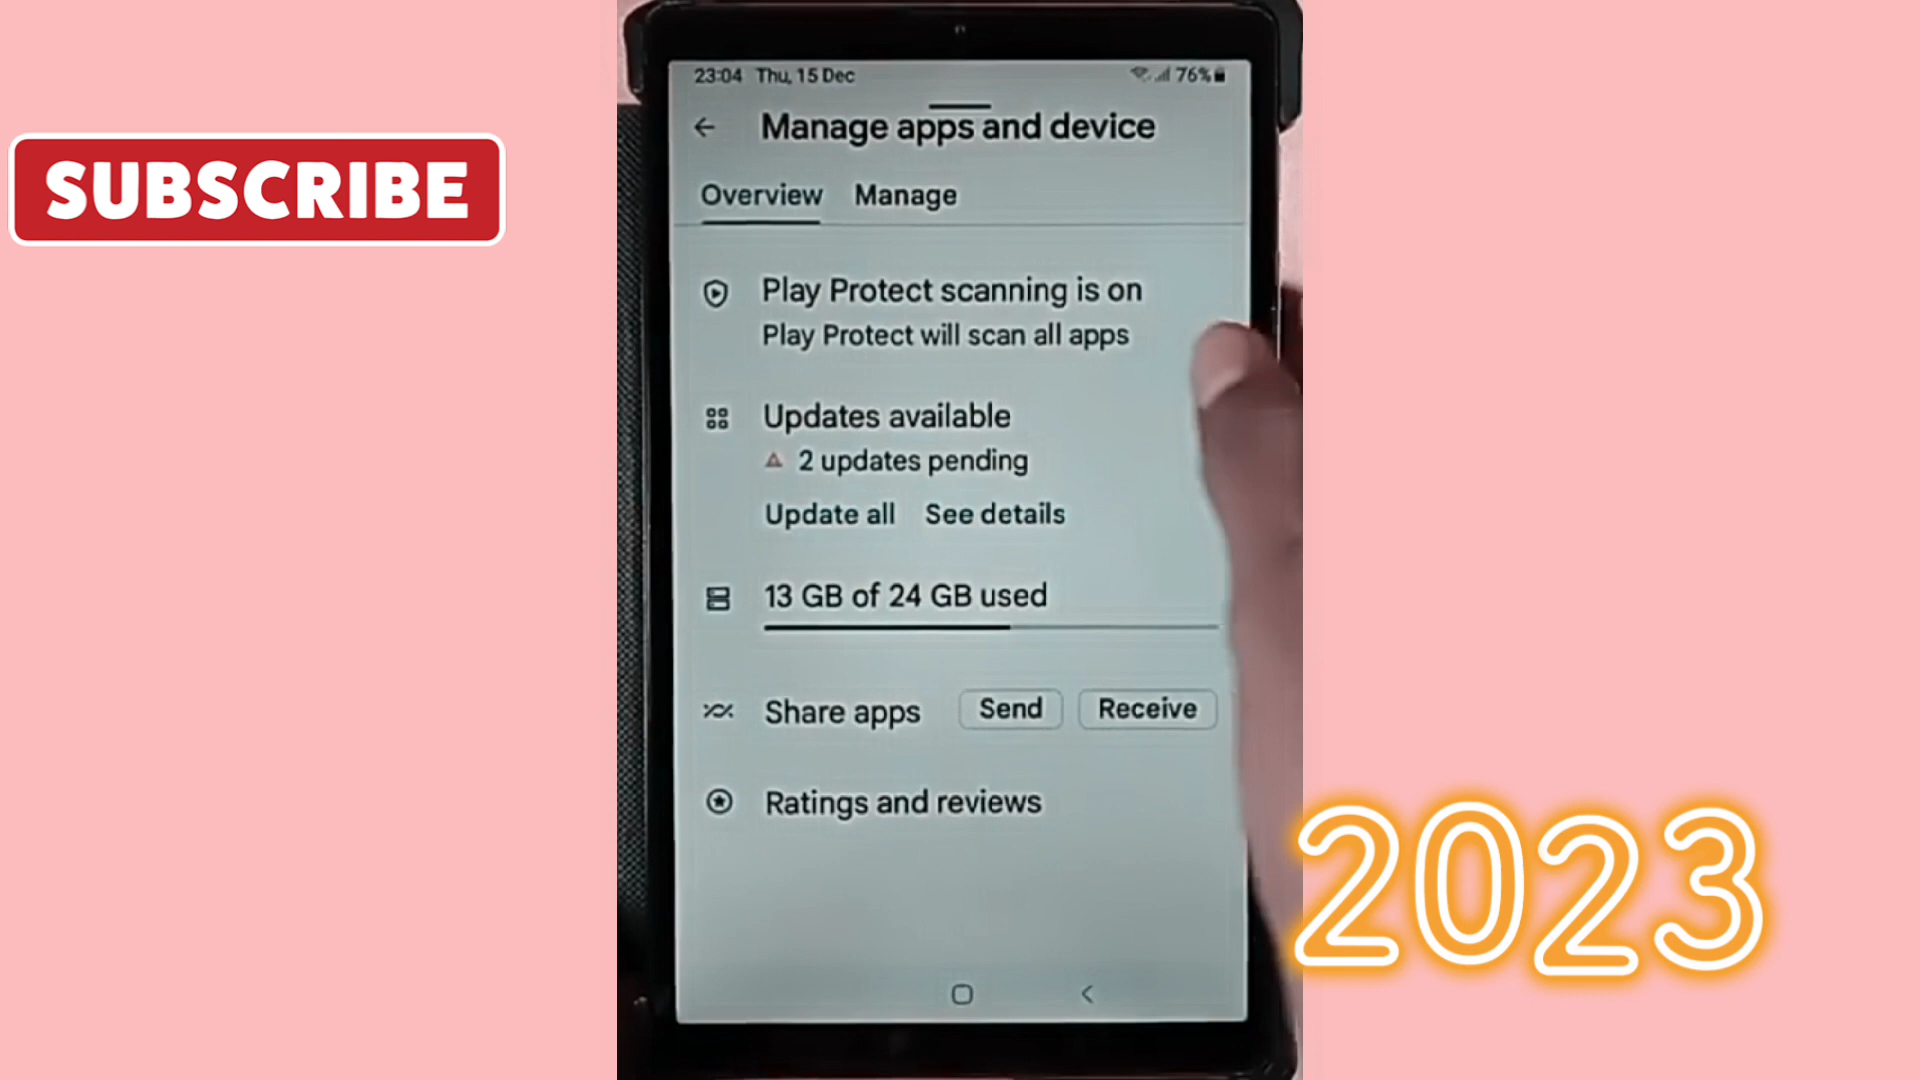 SUBSCRIBE
23:04 Thu, 15 Dec
76%
Manage apps and device
Overview Manage
Play Protect scanning is on
Play Protect will scan all apps
Updates available
2 updates pending
Update all See details
13 GB of 24 GB used
Share apps Send Receive
Ratings and reviews
2023